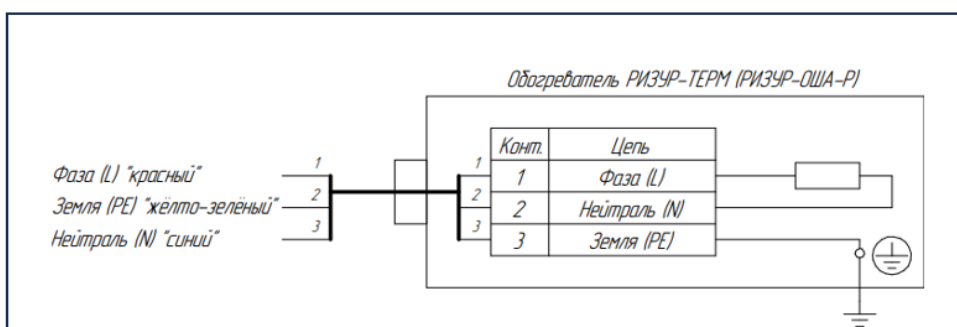 Обогреватель РИЗУР-ТЕРМ (РИЗУР-ОША-Р)
Фаза (L) "красный" 1
Земля (PE) "жёлто-зелёный" 2
Нейтраль (N) "синий" 3
Конт. Цепь
1 1 Фаза (L)
2 2 Нейтраль (N)
3 3 Земля (PE)